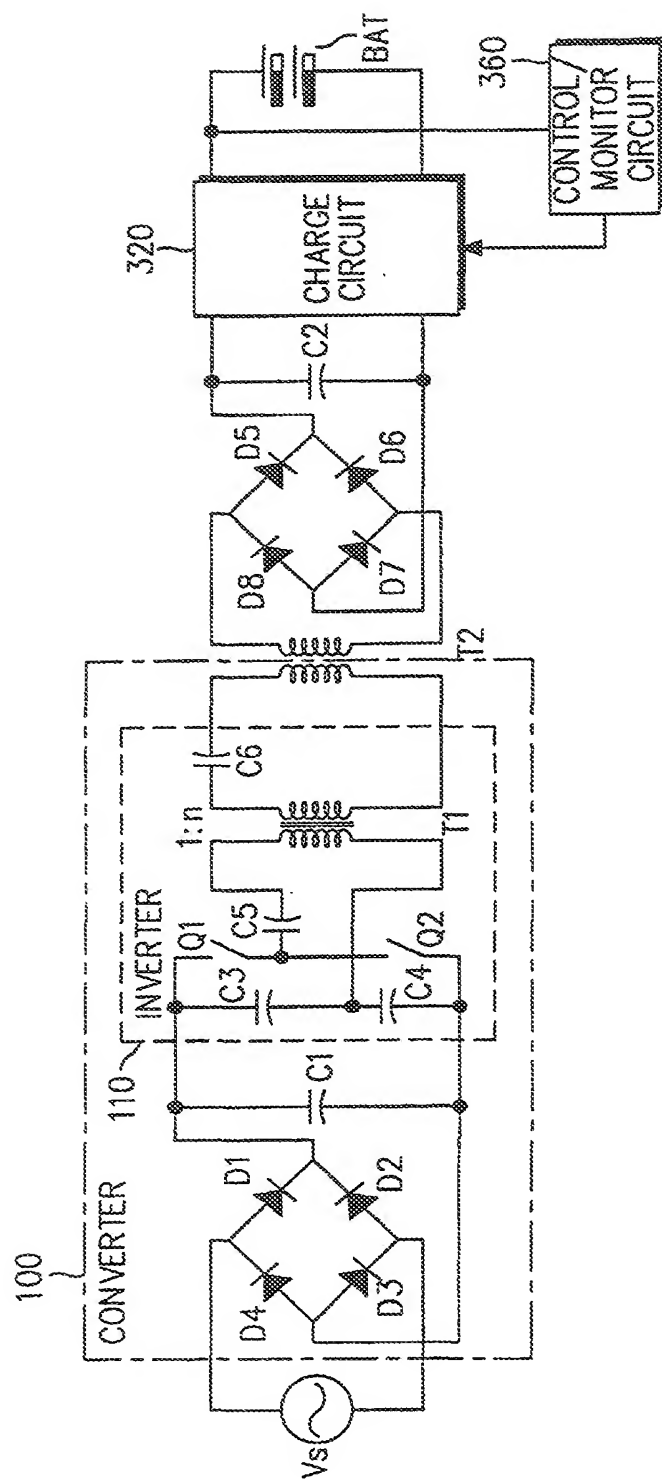 100
CONVERTER
110
INVERTER
Vs
D4
D1
D3
D2
C1
C3
C4
Q1
C5
Q2
1:n
T1
C6
T2
D8
D5
D7
D6
C2
320
CHARGE
CIRCUIT
BAT
360
CONTROL
MONITOR
CIRCUIT